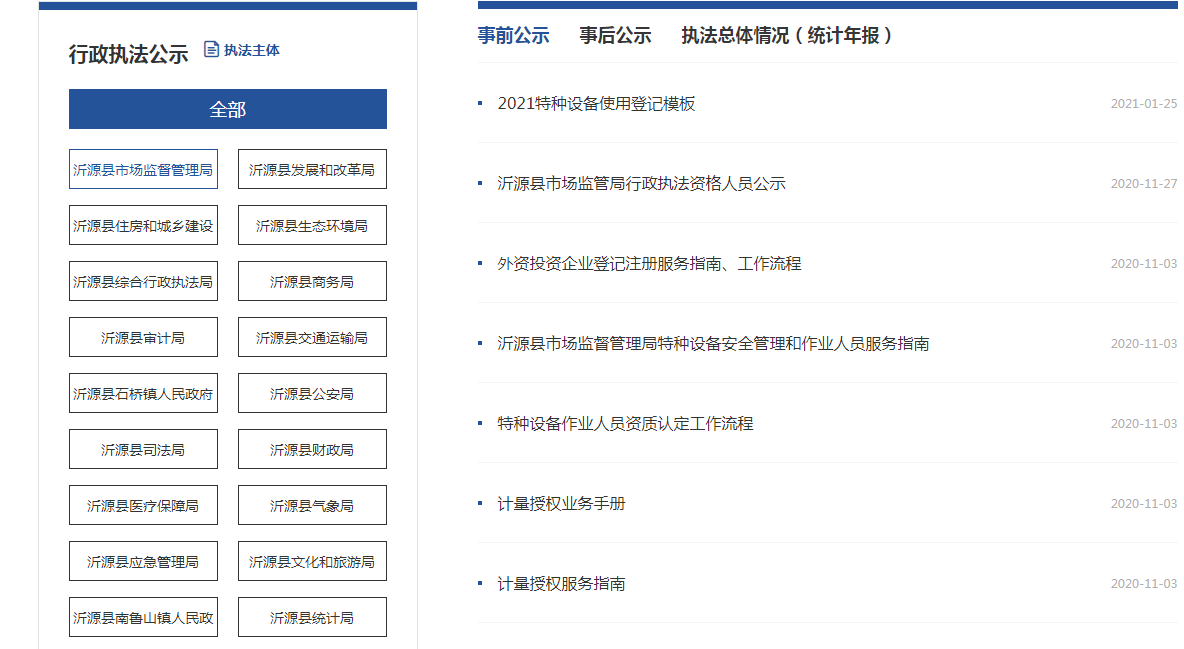 行政执法公示 执法主体
全部
沂源县市场监督管理局 沂源县发展和改革局
沂源县住房和城乡建设 沂源县生态环境局
沂源县综合行政执法局 沂源县商务局
沂源县审计局 沂源县交通运输局
沂源县石桥镇人民政府 沂源县公安局
沂源县司法局 沂源县财政局
沂源县医疗保障局 沂源县气象局
沂源县应急管理局 沂源县文化和旅游局
沂源县南鲁山镇人民政 沂源县统计局
事前公示 事后公示 执法总体情况（统计年报）
2021特种设备使用登记模板 2021-01-25
沂源县市场监管局行政执法资格人员公示 2020-11-27
外资投资企业登记注册服务指南、工作流程 2020-11-03
沂源县市场监督管理局特种设备安全管理和作业人员服务指南 2020-11-03
特种设备作业人员资质认定工作流程 2020-11-03
计量授权业务手册 2020-11-03
计量授权服务指南 2020-11-03